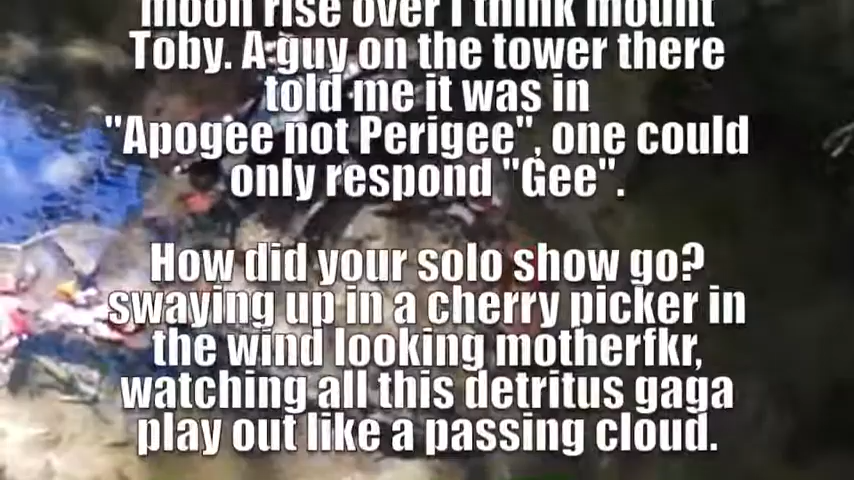 moon rise over I think mount
Toby. A guy on the tower there
told me it was in
"Apogee not Perigee", one could
only respond "Gee".
How did your solo show go?
swaying up in a cherry picker in
the wind looking motherfkr,
watching all this detritus gaga
play out like a passing cloud.